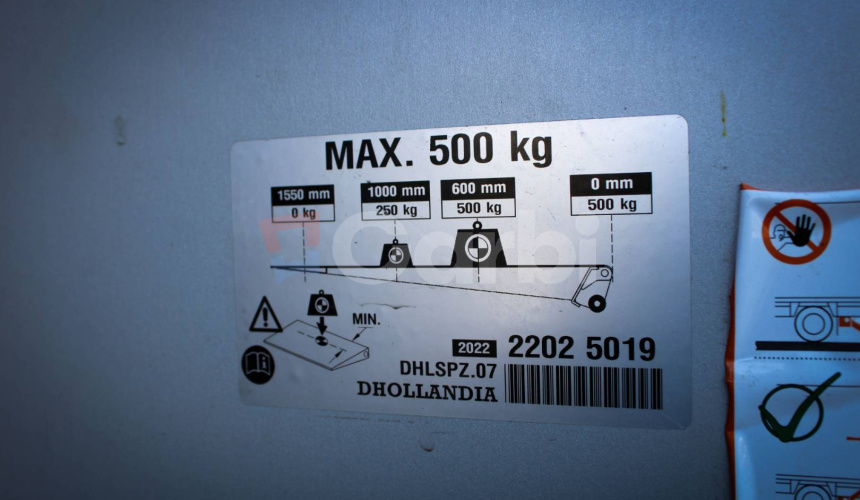 MAX. 500 kg
1550 mm 1000 mm 600 mm 0 mm
0 kg 250 kg 500 kg 500 kg
Garbi
MIN.
2022 2202 5019
DHLSPZ.07
DHOLLANDIA